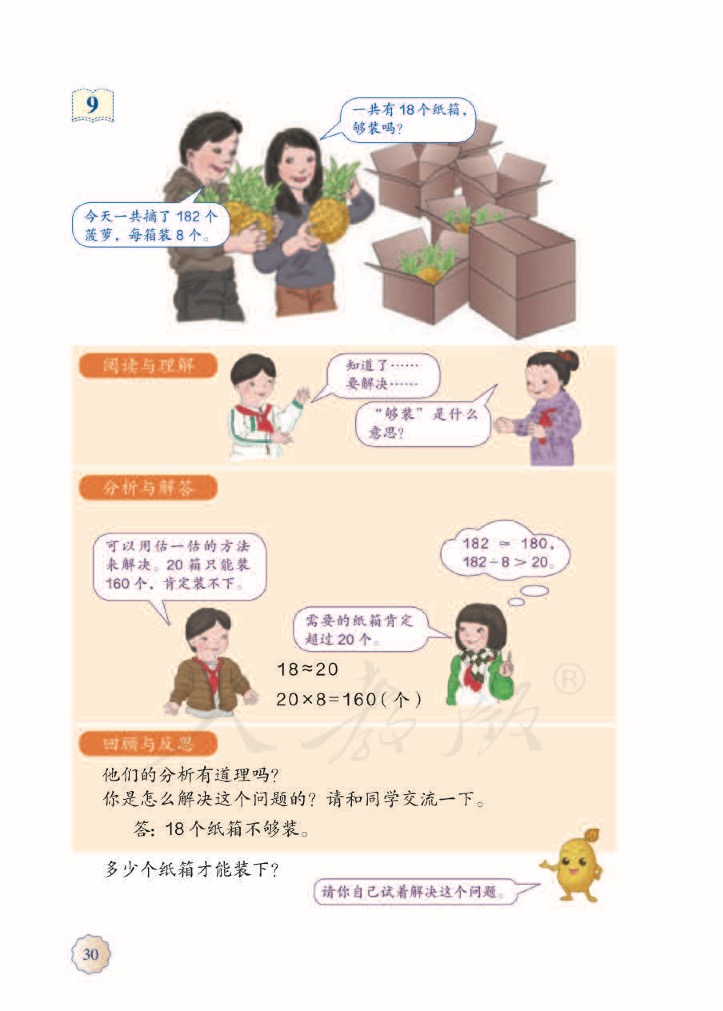 9
一共有 18 个纸箱，
够装吗？
今天一共摘了 182 个
菠萝，每箱装 8 个。
阅读与理解
知道了……
要解决……
“够装”是什么
意思？
分析与解答
可以用估一估的方法
来解决。20 箱只能装
160 个，肯定装不下。
182 ≈ 180，
182÷8＞20。
需要的纸箱肯定
超过 20 个。
18≈20
20×8=160（个）
人教版®
回顾与反思
他们的分析有道理吗？
你是怎么解决这个问题的？请和同学交流一下。
答：18 个纸箱不够装。
多少个纸箱才能装下？
请你自己试着解决这个问题。
30